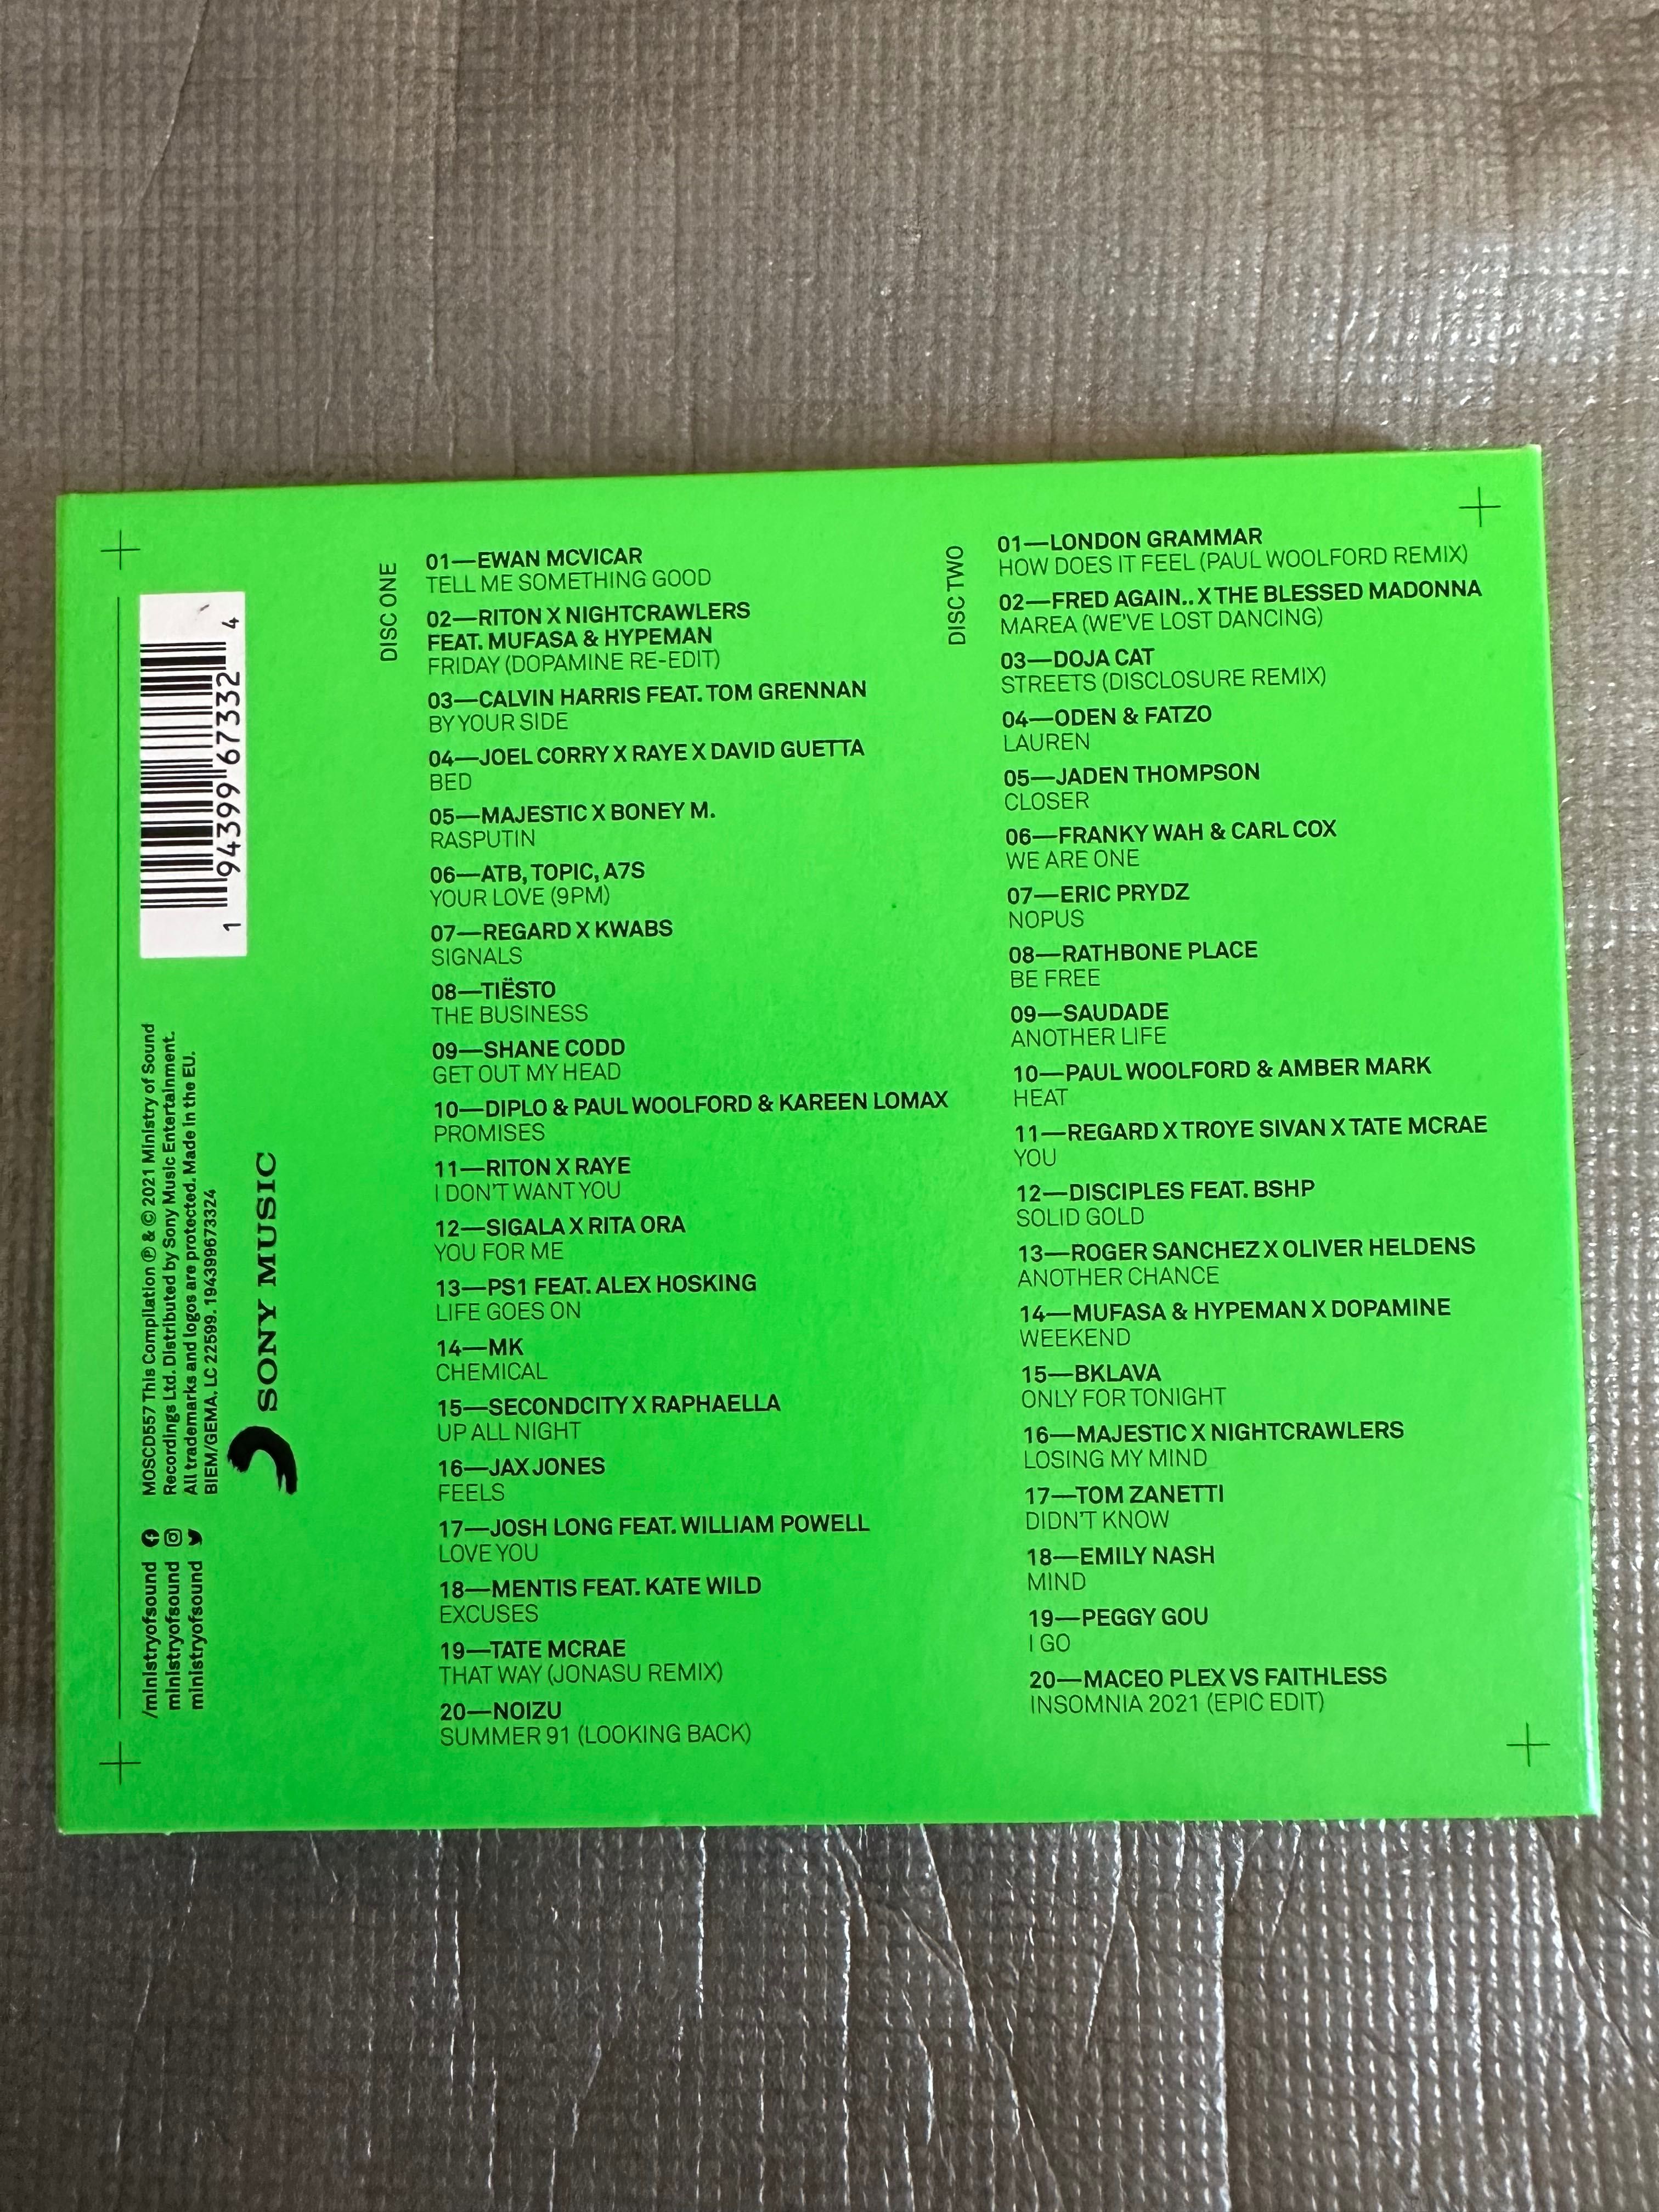 DISC ONE
01—EWAN MCVICAR
TELL ME SOMETHING GOOD
02—RITON X NIGHTCRAWLERS
FEAT. MUFASA & HYPEMAN
FRIDAY (DOPAMINE RE-EDIT)
03—CALVIN HARRIS FEAT. TOM GRENNAN
BY YOUR SIDE
04—JOEL CORRY X RAYE X DAVID GUETTA
BED
05—MAJESTIC X BONEY M.
RASPUTIN
06—ATB, TOPIC, A7S
YOUR LOVE (9PM)
07—REGARD X KWABS
SIGNALS
08—TIËSTO
THE BUSINESS
09—SHANE CODD
GET OUT MY HEAD
10—DIPLO & PAUL WOOLFORD & KAREEN LOMAX
PROMISES
11—RITON X RAYE
I DON'T WANT YOU
12—SIGALA X RITA ORA
YOU FOR ME
13—PS1 FEAT. ALEX HOSKING
LIFE GOES ON
14—MK
CHEMICAL
15—SECONDCITY X RAPHAELLA
UP ALL NIGHT
16—JAX JONES
FEELS
17—JOSH LONG FEAT. WILLIAM POWELL
LOVE YOU
18—MENTIS FEAT. KATE WILD
EXCUSES
19—TATE MCRAE
THAT WAY (JONASU REMIX)
20—NOIZU
SUMMER 91 (LOOKING BACK)
DISC TWO
01—LONDON GRAMMAR
HOW DOES IT FEEL (PAUL WOOLFORD REMIX)
02—FRED AGAIN.. X THE BLESSED MADONNA
MAREA (WE'VE LOST DANCING)
03—DOJA CAT
STREETS (DISCLOSURE REMIX)
04—ODEN & FATZO
LAUREN
05—JADEN THOMPSON
CLOSER
06—FRANKY WAH & CARL COX
WE ARE ONE
07—ERIC PRYDZ
NOPUS
08—RATHBONE PLACE
BE FREE
09—SAUDADE
ANOTHER LIFE
10—PAUL WOOLFORD & AMBER MARK
HEAT
11—REGARD X TROYE SIVAN X TATE MCRAE
YOU
12—DISCIPLES FEAT. BSHP
SOLID GOLD
13—ROGER SANCHEZ X OLIVER HELDENS
ANOTHER CHANCE
14—MUFASA & HYPEMAN X DOPAMINE
WEEKEND
15—BKLAVA
ONLY FOR TONIGHT
16—MAJESTIC X NIGHTCRAWLERS
LOSING MY MIND
17—TOM ZANETTI
DIDN'T KNOW
18—EMILY NASH
MIND
19—PEGGY GOU
I GO
20—MACEO PLEX VS FAITHLESS
INSOMNIA 2021 (EPIC EDIT)
/ministryofsound
ministryofsound
ministryofsound
MOSCD557 This Compilation ℗ & © 2021 Ministry of Sound
Recordings Ltd. Distributed by Sony Music Entertainment.
All trademarks and logos are protected. Made in the EU.
BIEM/GEMA. LC 22599. 194399673324
SONY MUSIC
1 94399 67332 4